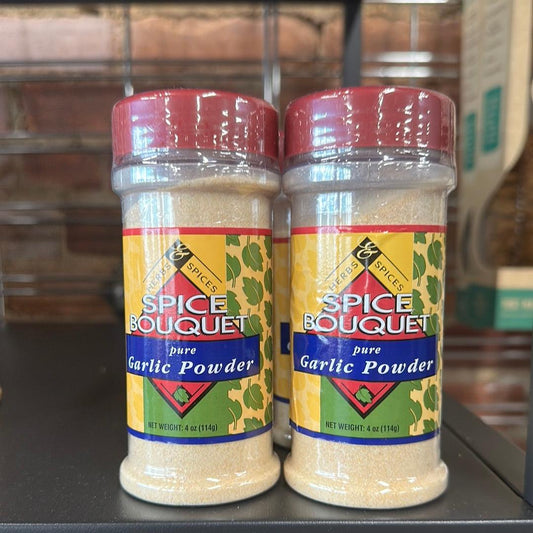 HERBS & SPICES
SPICE
BOUQUET
pure
Garlic Powder
NET WEIGHT: 4 oz (114g)
HERBS & SPICES
SPICE
BOUQUET
pure
Garlic Powder
NET WEIGHT: 4 oz (114g)